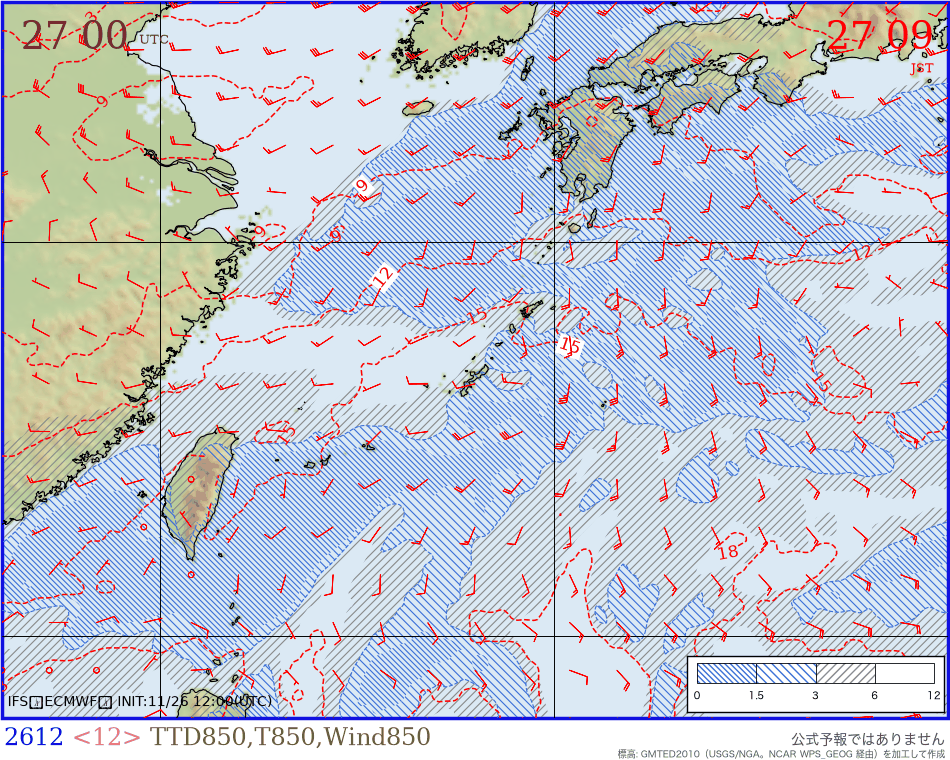 27 00 UTC
27 09 JST
3
9
9
9
9
12
12
15
15
15
15
18
0 1.5 3 6 12
IFS ECMWF INIT:11/26 12:00(UTC)
2612 <12> TTD850,T850,Wind850
公式予報ではありません
標高: GMTED2010（USGS/NGA。NCAR WPS_GEOG 経由）を加工して作成